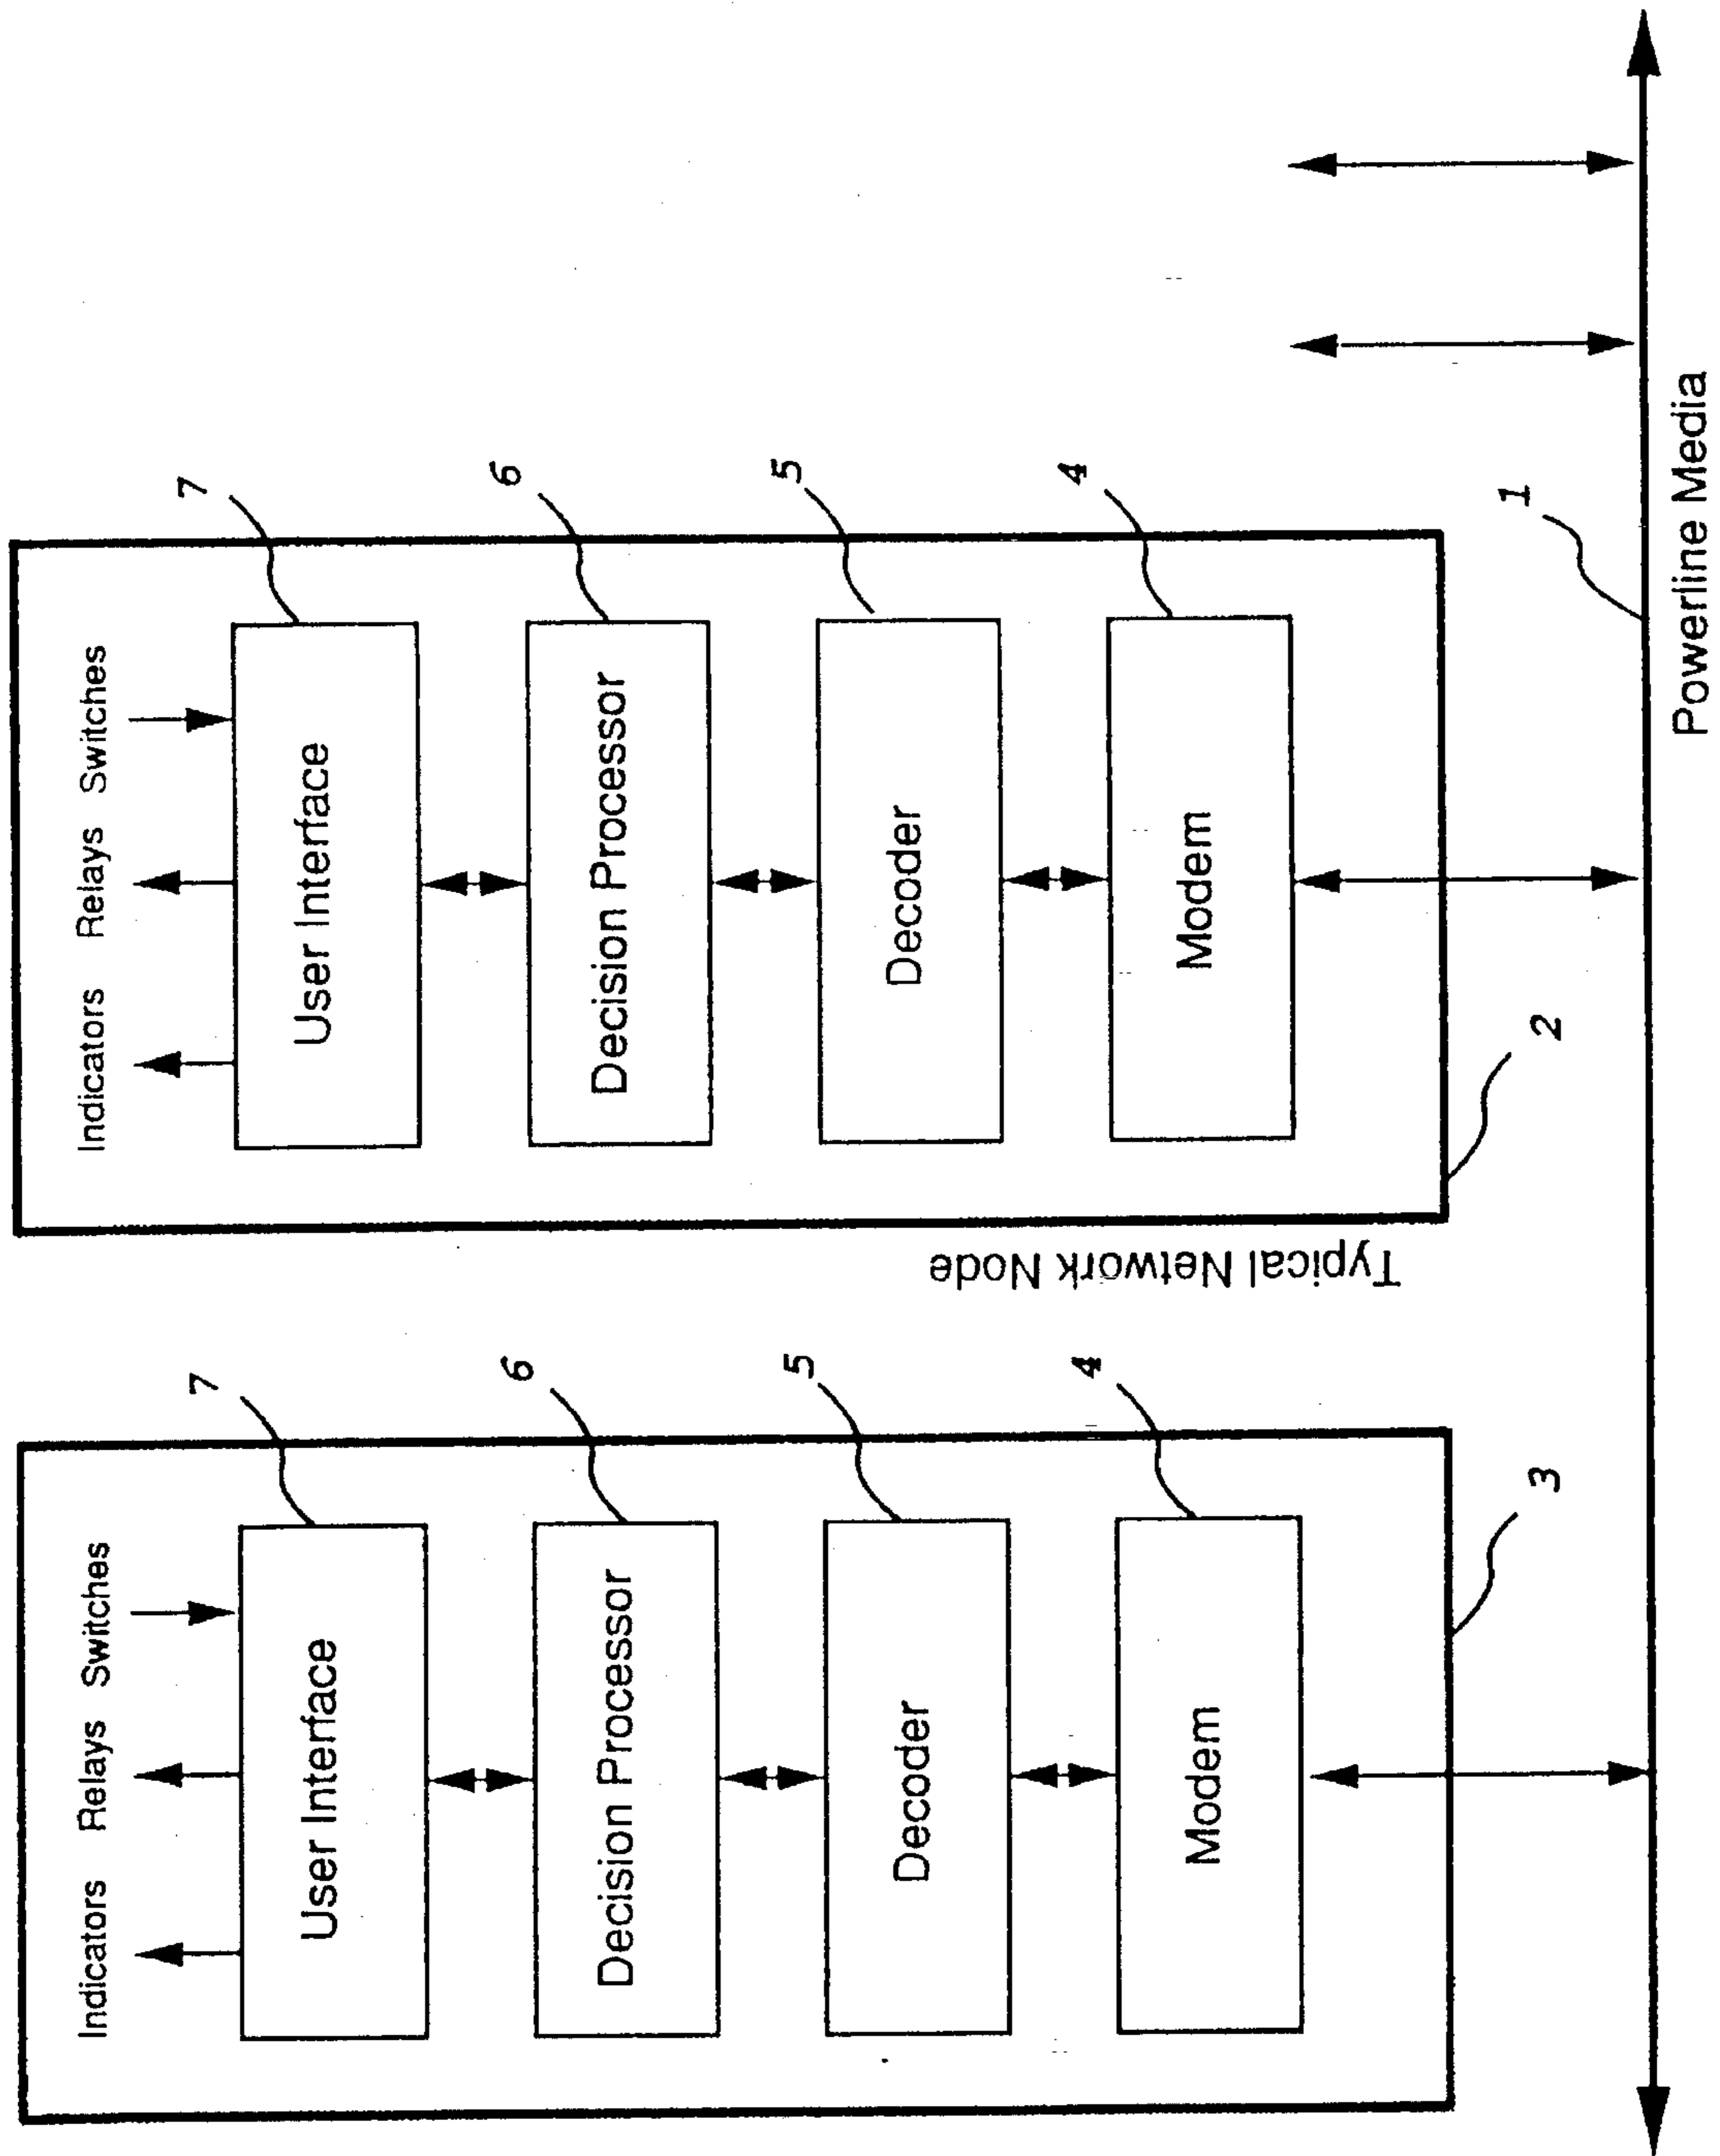 Indicators Relays Switches
7
User Interface
6
Decision Processor
5
Decoder
4
Modem
3
Typical Network Node
Indicators Relays Switches
7
User Interface
6
Decision Processor
5
Decoder
4
Modem
2
1
Powerline Media